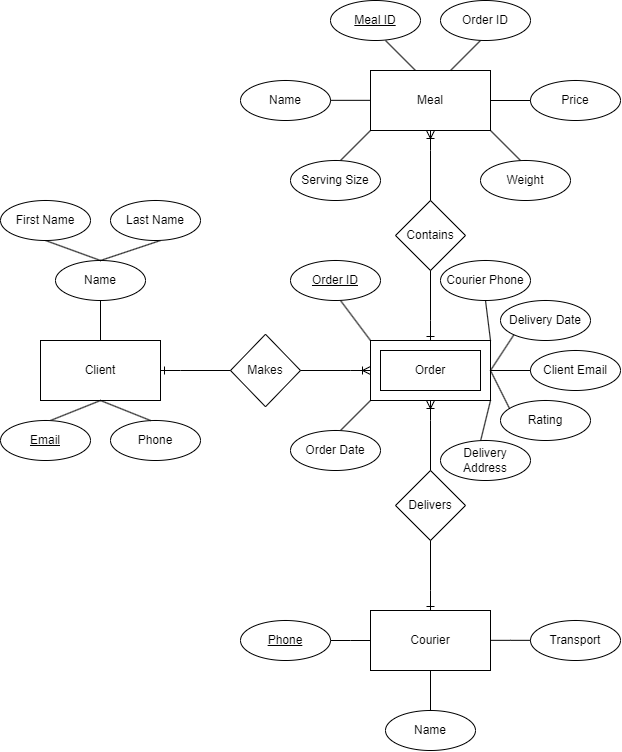 Meal ID
Order ID
Name
Meal
Price
Serving Size
Weight
First Name
Last Name
Contains
Name
Order ID
Courier Phone
Delivery Date
Client
Makes
Order
Client Email
Email
Phone
Order Date
Rating
Delivery
Address
Delivers
Phone
Courier
Transport
Name